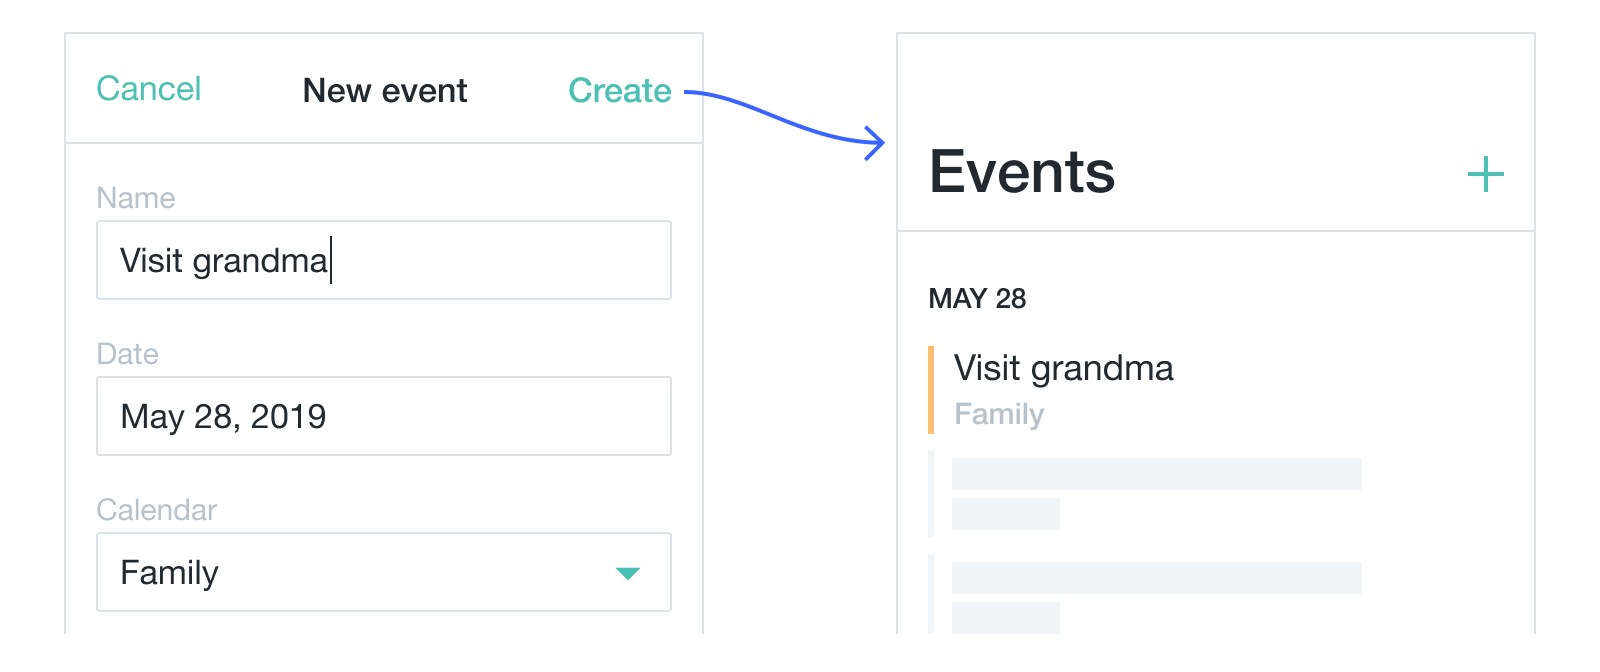 Cancel
New event
Create
Name
Visit grandma
Date
May 28, 2019
Calendar
Family
Events
MAY 28
Visit grandma
Family